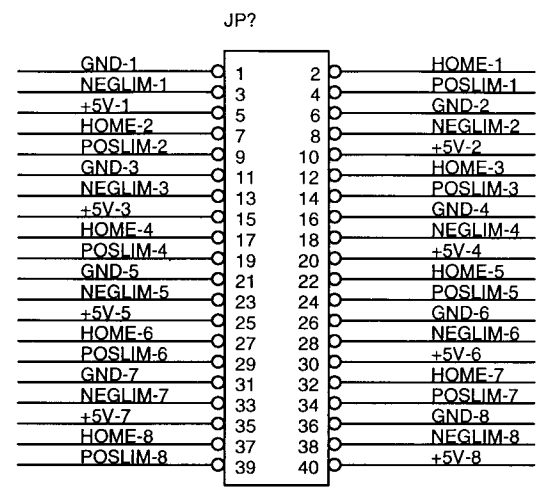 JP?
GND-1 1 2 HOME-1
NEGLIM-1 3 4 POSLIM-1
+5V-1 5 6 GND-2
HOME-2 7 8 NEGLIM-2
POSLIM-2 9 10 +5V-2
GND-3 11 12 HOME-3
NEGLIM-3 13 14 POSLIM-3
+5V-3 15 16 GND-4
HOME-4 17 18 NEGLIM-4
POSLIM-4 19 20 +5V-4
GND-5 21 22 HOME-5
NEGLIM-5 23 24 POSLIM-5
+5V-5 25 26 GND-6
HOME-6 27 28 NEGLIM-6
POSLIM-6 29 30 +5V-6
GND-7 31 32 HOME-7
NEGLIM-7 33 34 POSLIM-7
+5V-7 35 36 GND-8
HOME-8 37 38 NEGLIM-8
POSLIM-8 39 40 +5V-8